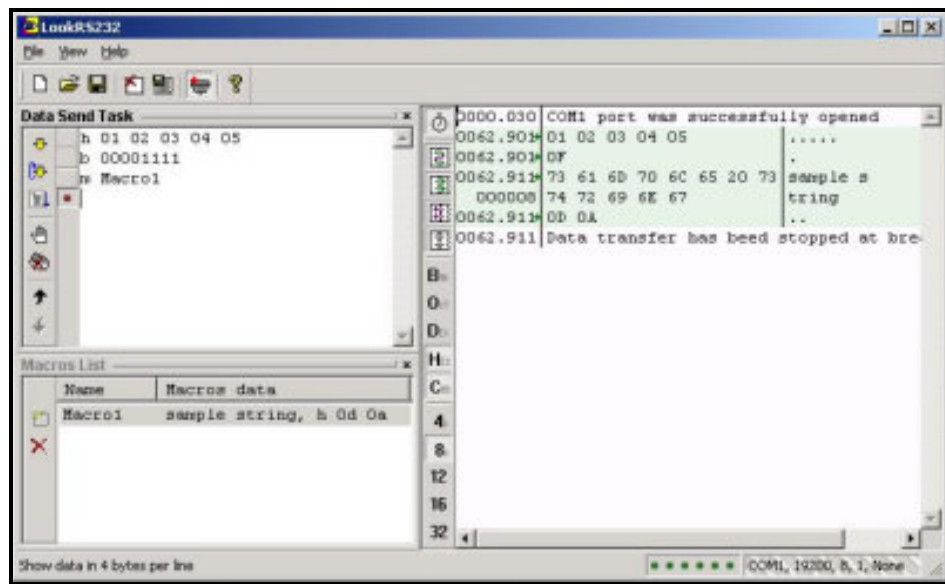 LookRS232
File View Help
Data Send Task
h 01 02 03 04 05
b 00001111
m Macro1
Macros List
Name Macros data
Macro1 sample string, h 0d 0a
0000.030 COM1 port was successfully opened
0062.901 01 02 03 04 05 .....
0062.901 0F .
0062.911 73 61 6D 70 6C 65 20 73 sample s
000008 74 72 69 6E 67 tring
0062.911 0D 0A ..
0062.911 Data transfer has beed stopped at bre
B
O
D
H
C
4
8
12
16
32
Show data in 4 bytes per line
COM1, 19200, 8, 1, None